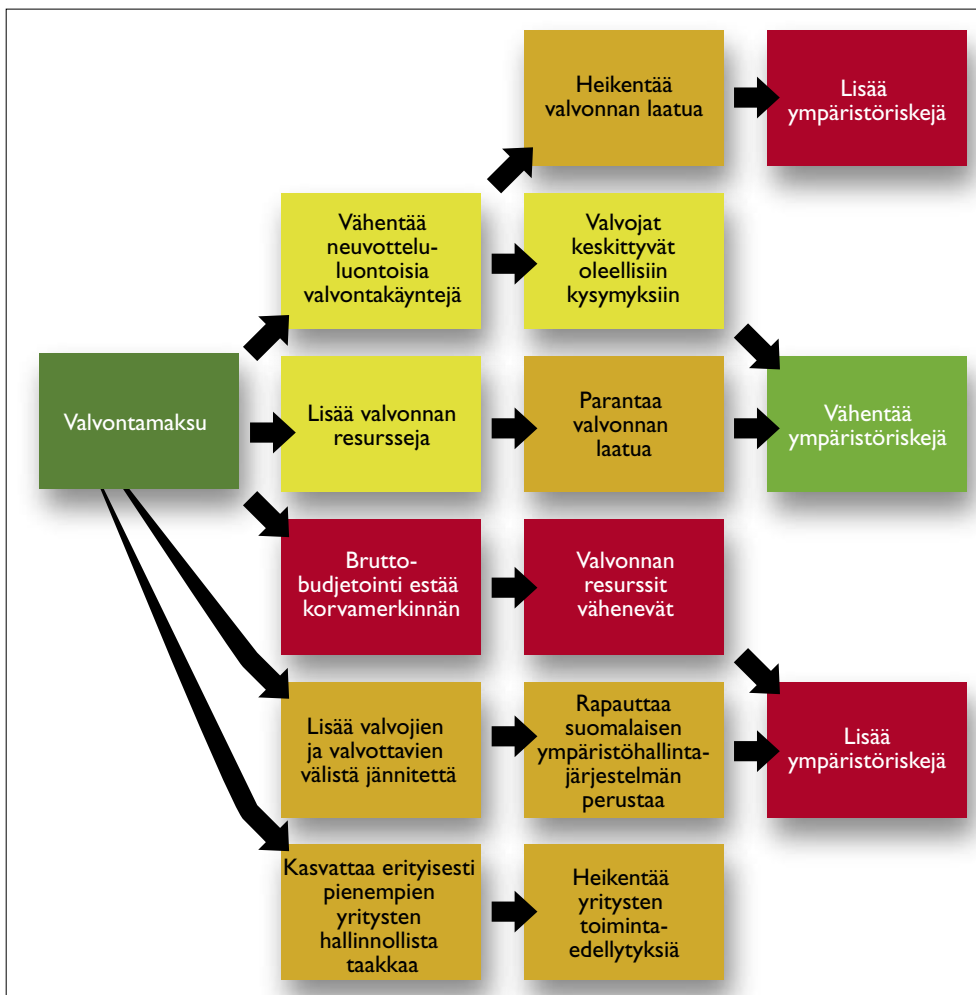 Heikentää
valvonnan laatua
Lisää
ympäristöriskejä
Vähentää
neuvottelu-
luontoisia
valvontakäyntejä
Valvojat
keskittyvät
oleellisiin
kysymyksiin
Valvontamaksu
Lisää valvonnan
resursseja
Parantaa
valvonnan
laatua
Vähentää
ympäristöriskejä
Brutto-
budjetointi estää
korvamerkinnän
Valvonnan
resurssit
vähenevät
Lisää valvojien
ja valvottavien
välistä jännitettä
Rapauttaa
suomalaisen
ympäristöhallinta-
järjestelmän
perustaa
Lisää
ympäristöriskejä
Kasvattaa erityisesti
pienempien
yritysten
hallinnollista
taakkaa
Heikentää
yritysten
toiminta-
edellytyksiä